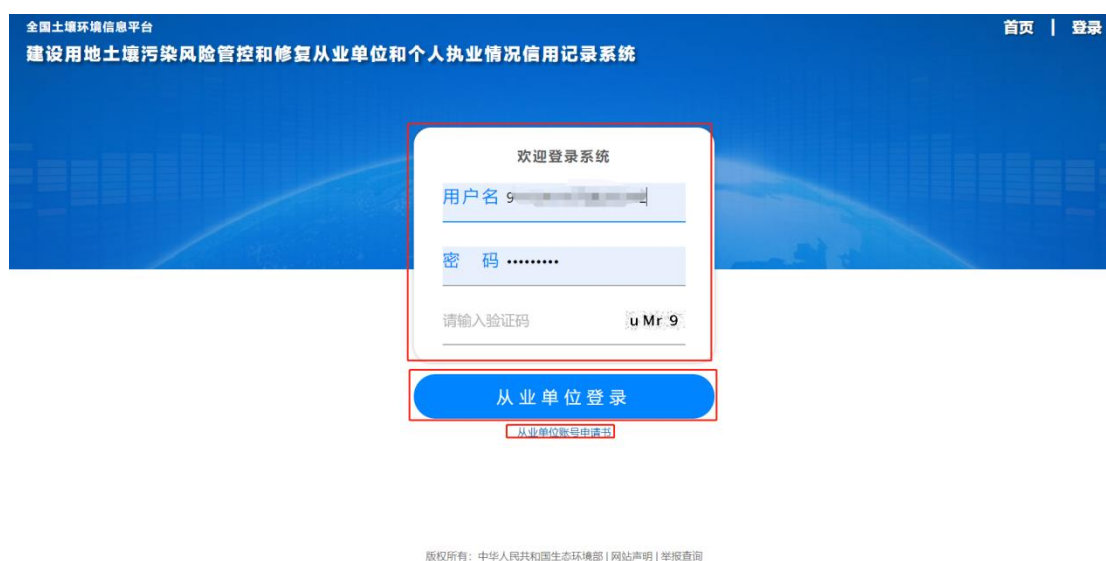 全国土壤环境信息平台
首页 | 登录
建设用地土壤污染风险管控和修复从业单位和个人执业情况信用记录系统
欢迎登录系统
用户名 9
密 码 •••••••••
请输入验证码 uMr9
从业单位登录
从业单位账号申请书
版权所有：中华人民共和国生态环境部 | 网站声明 | 举报查询